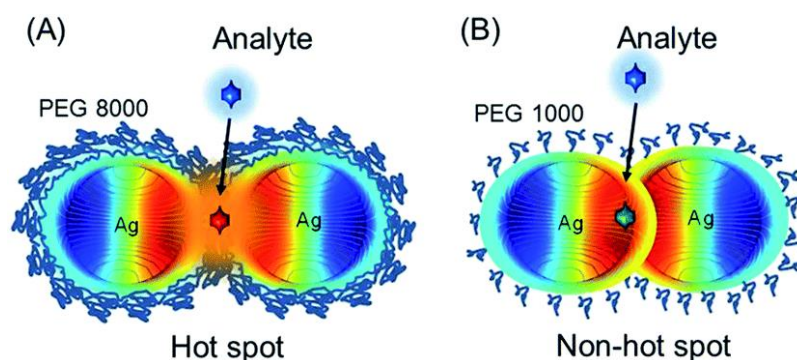 (A)
Analyte
PEG 8000
Ag
Ag
Hot spot
(B)
Analyte
PEG 1000
Ag
Ag
Non-hot spot